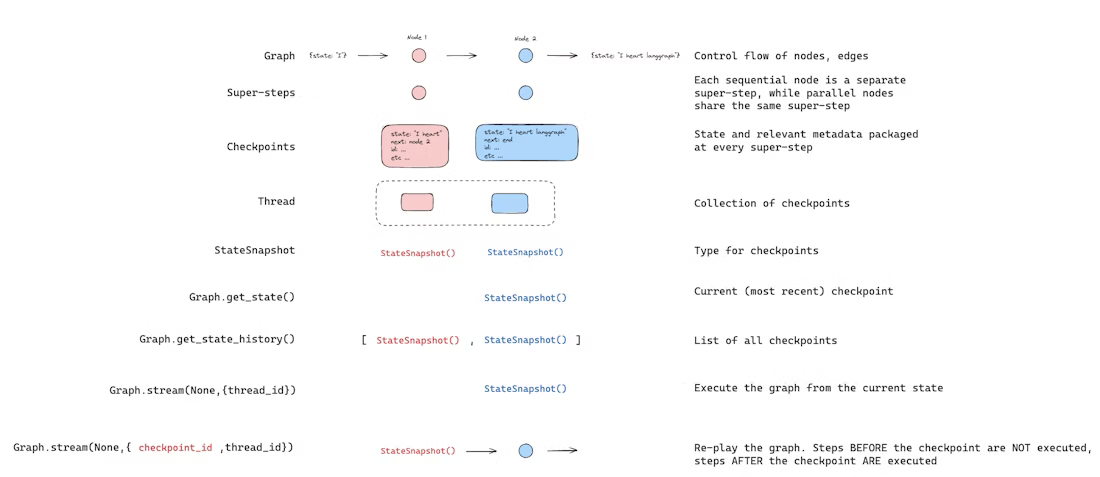 Node 1
Node 2
Graph
{state: "I"}
{state: "I heart langgraph"}
Control flow of nodes, edges
Super-steps
Each sequential node is a separate
super-step, while parallel nodes
share the same super-step
Checkpoints
state: "I heart"
next: node 2
id: ...
etc ...
state: "I heart langgraph"
next: end
id: ...
etc ...
State and relevant metadata packaged
at every super-step
Thread
Collection of checkpoints
StateSnapshot
StateSnapshot()
StateSnapshot()
Type for checkpoints
Graph.get_state()
StateSnapshot()
Current (most recent) checkpoint
Graph.get_state_history()
[ StateSnapshot() , StateSnapshot() ]
List of all checkpoints
Graph.stream(None,{thread_id})
StateSnapshot()
Execute the graph from the current state
Graph.stream(None,{ checkpoint_id ,thread_id})
StateSnapshot()
Re-play the graph. Steps BEFORE the checkpoint are NOT executed,
steps AFTER the checkpoint ARE executed